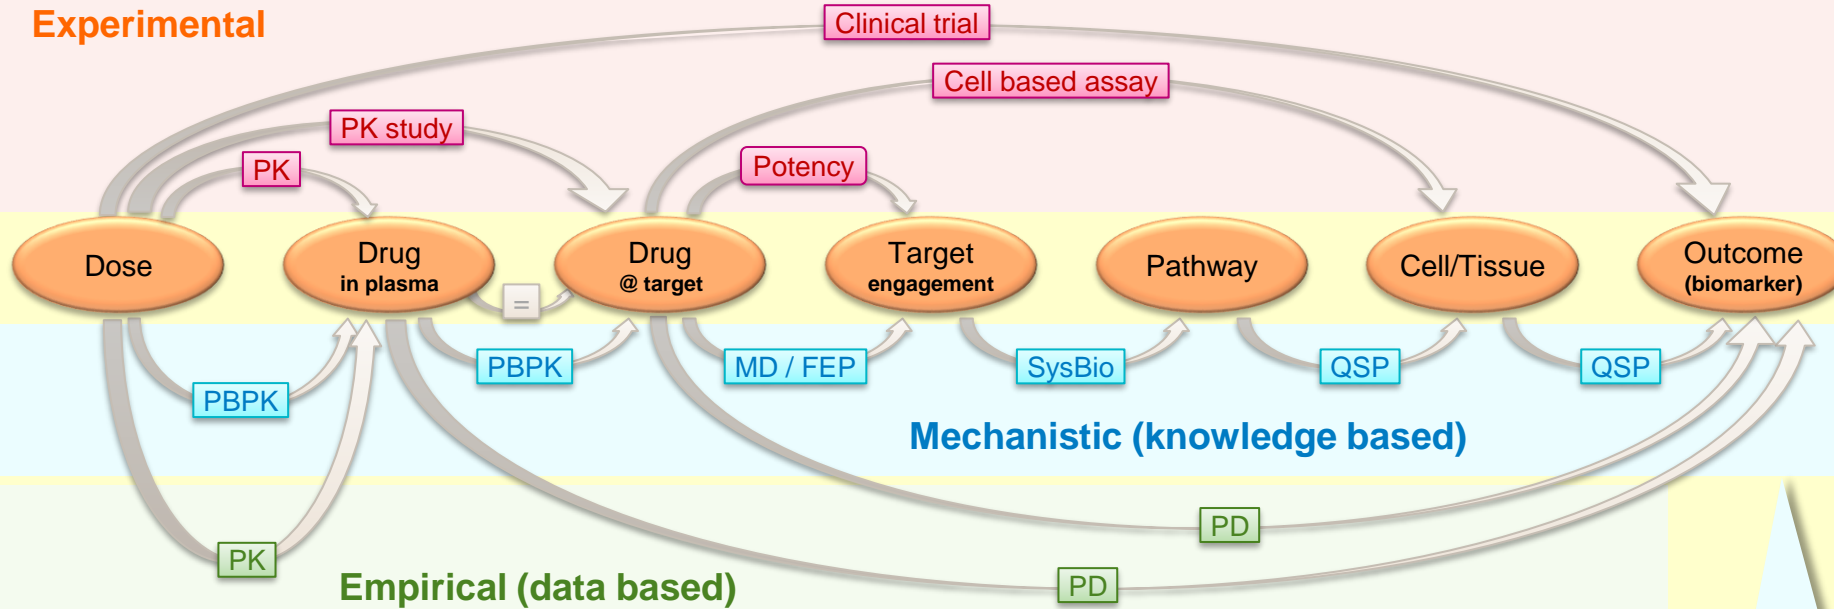 Experimental
Clinical trial
Cell based assay
PK study
PK
Potency
Dose
Drug
in plasma
Drug
@ target
Target
engagement
Pathway
Cell/Tissue
Outcome
(biomarker)
=
PBPK
PBPK
MD / FEP
SysBio
QSP
QSP
Mechanistic (knowledge based)
PD
PK
PD
Empirical (data based)